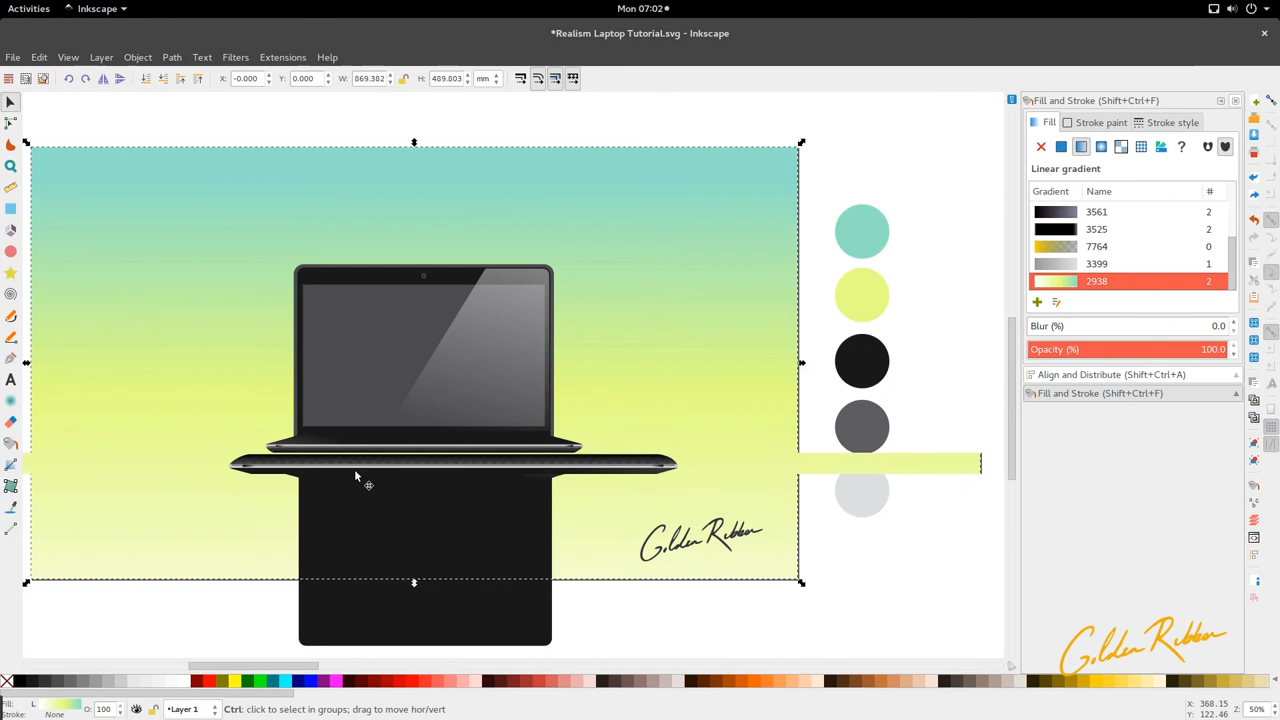 Activities
Inkscape
Mon 07:02
*Realism Laptop Tutorial.svg - Inkscape
File Edit View Layer Object Path Text Filters Extensions Help
X: -0.000 Y: 0.000 W: 869.382 H: 489.803 mm
Fill and Stroke (Shift+Ctrl+F)
Fill Stroke paint Stroke style
?
Linear gradient
Gradient Name #
3561 2
3525 2
7764 0
3399 1
2938 2
Blur (%) 0.0
Opacity (%) 100.0
Align and Distribute (Shift+Ctrl+A)
Fill and Stroke (Shift+Ctrl+F)
Golden Ribbon
Golden Ribbon
Fill: L O: 100 Layer 1 Ctrl: click to select in groups; drag to move hor/vert X: 368.15 Z: 50%
Stroke: None Y: 122.46